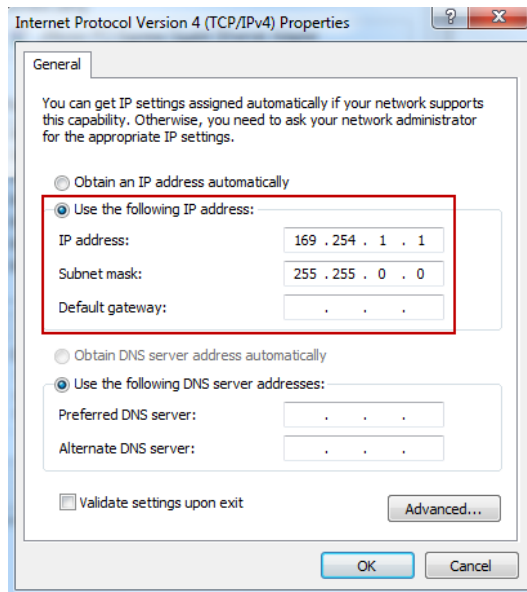 Internet Protocol Version 4 (TCP/IPv4) Properties
General
You can get IP settings assigned automatically if your network supports
this capability. Otherwise, you need to ask your network administrator
for the appropriate IP settings.
Obtain an IP address automatically
Use the following IP address:
IP address: 169 . 254 . 1 . 1
Subnet mask: 255 . 255 . 0 . 0
Default gateway: . . .
Obtain DNS server address automatically
Use the following DNS server addresses:
Preferred DNS server: . . .
Alternate DNS server: . . .
Validate settings upon exit
Advanced...
OK Cancel